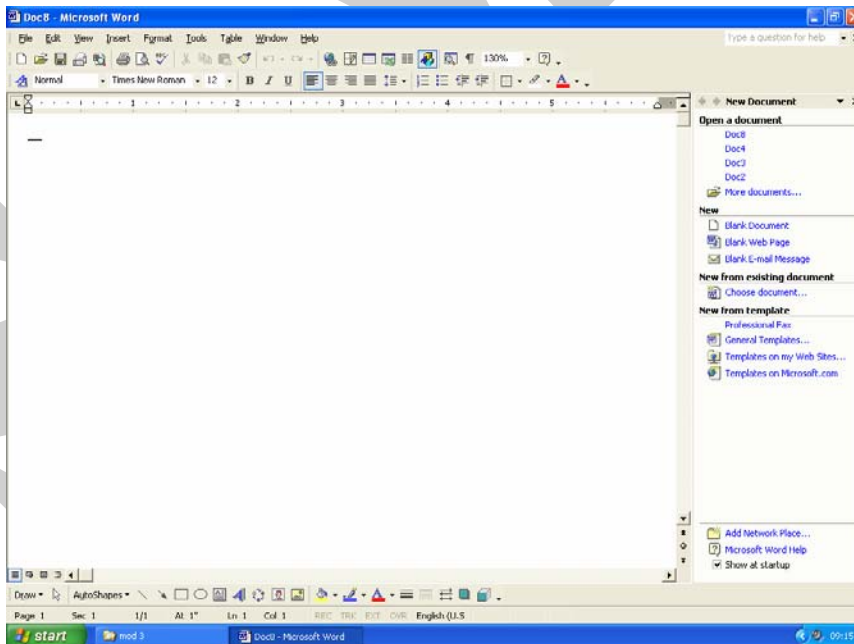 Doc8 - Microsoft Word
File Edit View Insert Format Tools Table Window Help
Type a question for help
130%
Normal Times New Roman 12 B I U
1 2 3 4 5
New Document
Open a document
Doc8
Doc4
Doc3
Doc2
More documents...
New
Blank Document
Blank Web Page
Blank E-mail Message
New from existing document
Choose document...
New from template
Professional Fax
General Templates...
Templates on my Web Sites...
Templates on Microsoft.com
Add Network Place...
Microsoft Word Help
Show at startup
Draw AutoShapes
Page 1 Sec 1 1/1 At 1" Ln 1 Col 1 REC TRK EXT OVR English (U.S
start mod 3 Doc8 - Microsoft Word 09:15